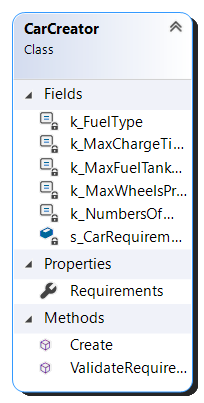 CarCreator
Class
Fields
k_FuelType
k_MaxChargeTi...
k_MaxFuelTank...
k_MaxWheelsPr...
k_NumbersOf...
s_CarRequirem...
Properties
Requirements
Methods
Create
ValidateRequire...